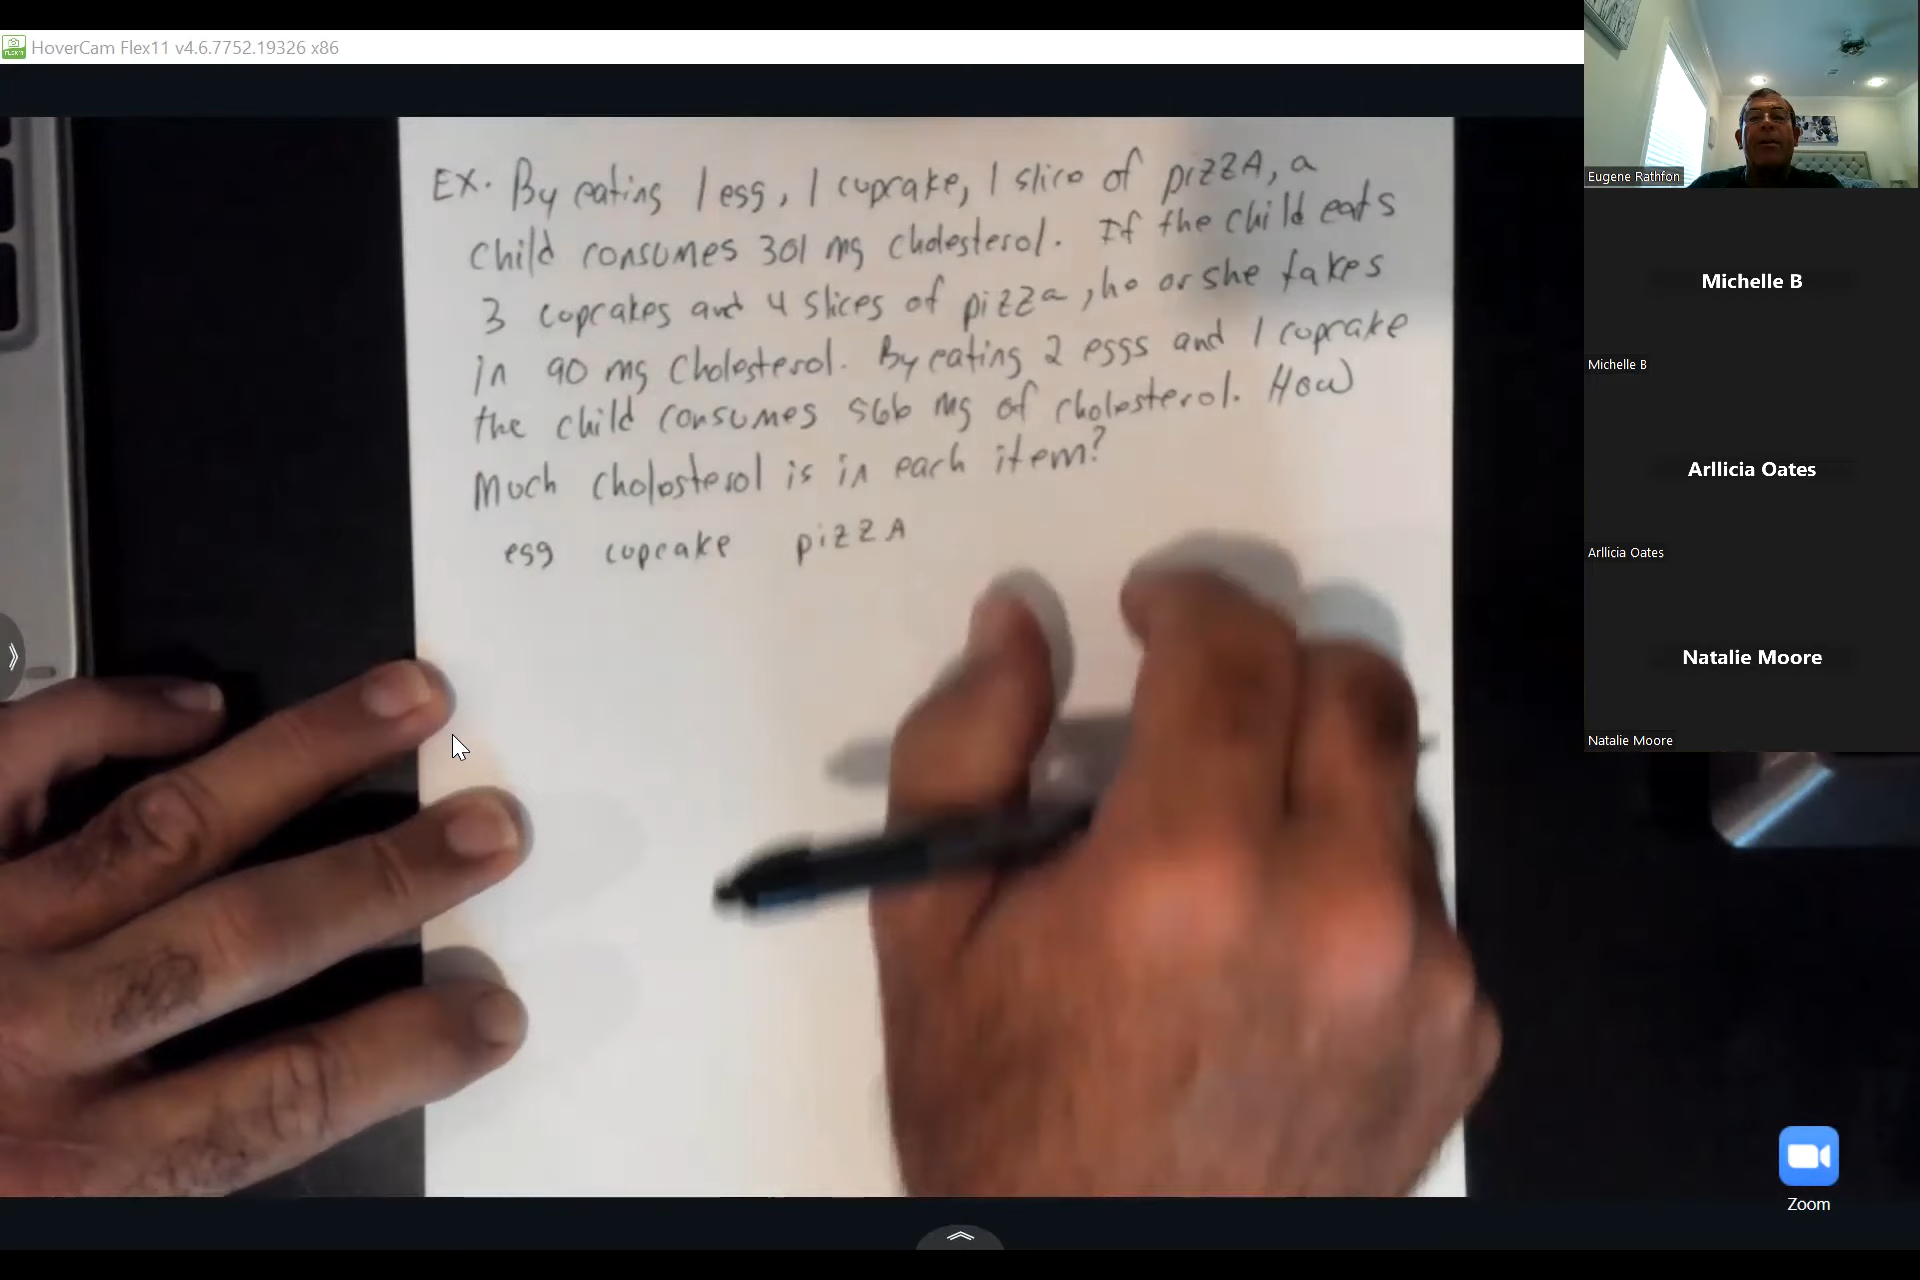 HoverCam Flex11 v4.6.7752.19326 x86
EX. By eating 1 egg, 1 cupcake, 1 slice of pizzA, a
child consumes 301 mg cholesterol. If the child eats
3 cupcakes and 4 slices of pizza, he or she takes
in 90 mg cholesterol. By eating 2 eggs and 1 cupcake
the child consumes 566 mg of cholesterol. How
Much cholesterol is in each item?
egg cupcake pizzA
Eugene Rathfon
Michelle B
Michelle B
Arllicia Oates
Arllicia Oates
Natalie Moore
Natalie Moore
Zoom